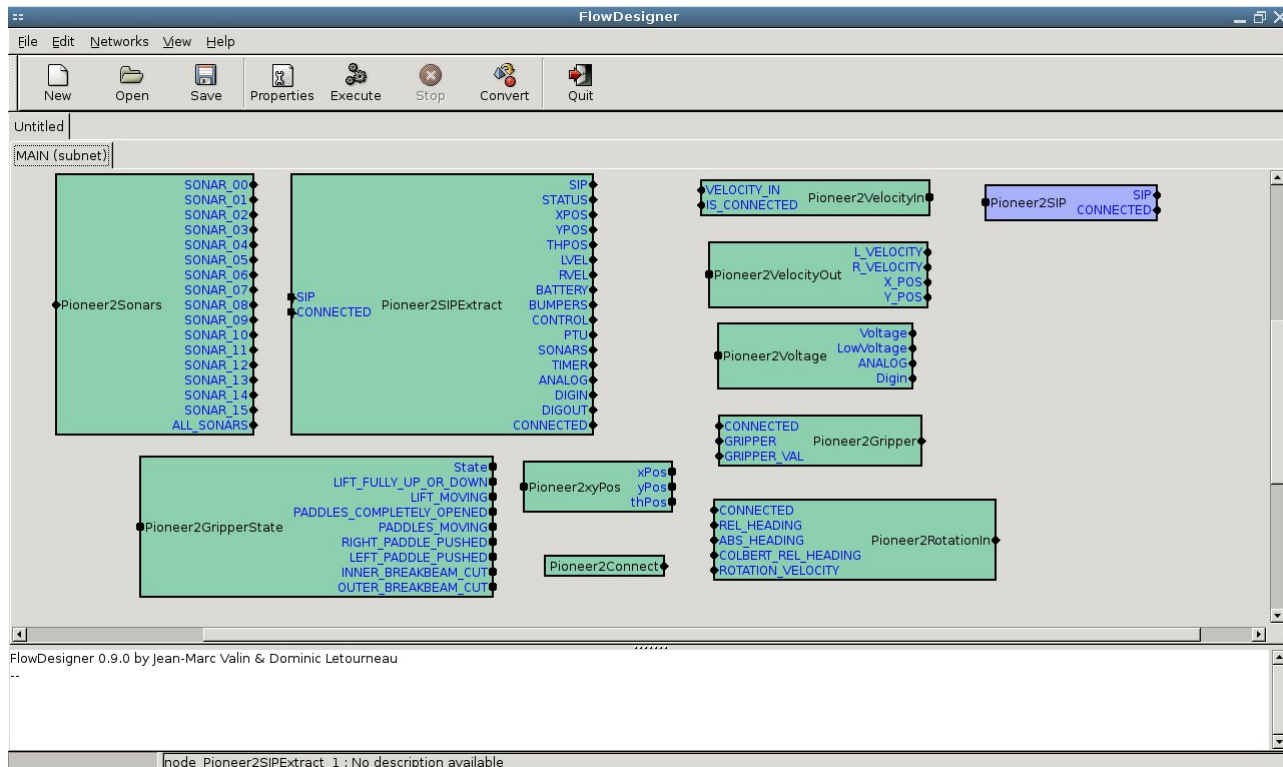 FlowDesigner
File Edit Networks View Help
New Open Save Properties Execute Stop Convert Quit
Untitled
MAIN (subnet)
Pioneer2Sonars
SONAR_00
SONAR_01
SONAR_02
SONAR_03
SONAR_04
SONAR_05
SONAR_06
SONAR_07
SONAR_08
SONAR_09
SONAR_10
SONAR_11
SONAR_12
SONAR_13
SONAR_14
SONAR_15
ALL_SONARS
SIP
CONNECTED
Pioneer2SIPExtract
SIP
STATUS
XPOS
YPOS
THPOS
LVEL
RVEL
BATTERY
BUMPERS
CONTROL
PTU
SONARS
TIMER
ANALOG
DIGIN
DIGOUT
CONNECTED
VELOCITY_IN
IS_CONNECTED
Pioneer2VelocityIn
Pioneer2SIP
SIP
CONNECTED
Pioneer2VelocityOut
L_VELOCITY
R_VELOCITY
X_POS
Y_POS
Pioneer2Voltage
Voltage
LowVoltage
ANALOG
Digin
CONNECTED
GRIPPER
GRIPPER_VAL
Pioneer2Gripper
Pioneer2GripperState
State
LIFT_FULLY_UP_OR_DOWN
LIFT_MOVING
PADDLES_COMPLETELY_OPENED
PADDLES_MOVING
RIGHT_PADDLE_PUSHED
LEFT_PADDLE_PUSHED
INNER_BREAKBEAM_CUT
OUTER_BREAKBEAM_CUT
Pioneer2xyPos
xPos
yPos
thPos
Pioneer2Connect
CONNECTED
REL_HEADING
ABS_HEADING
COLBERT_REL_HEADING
ROTATION_VELOCITY
Pioneer2RotationIn
FlowDesigner 0.9.0 by Jean-Marc Valin & Dominic Letourneau
--
node_Pioneer2SIPExtract_1 : No description available